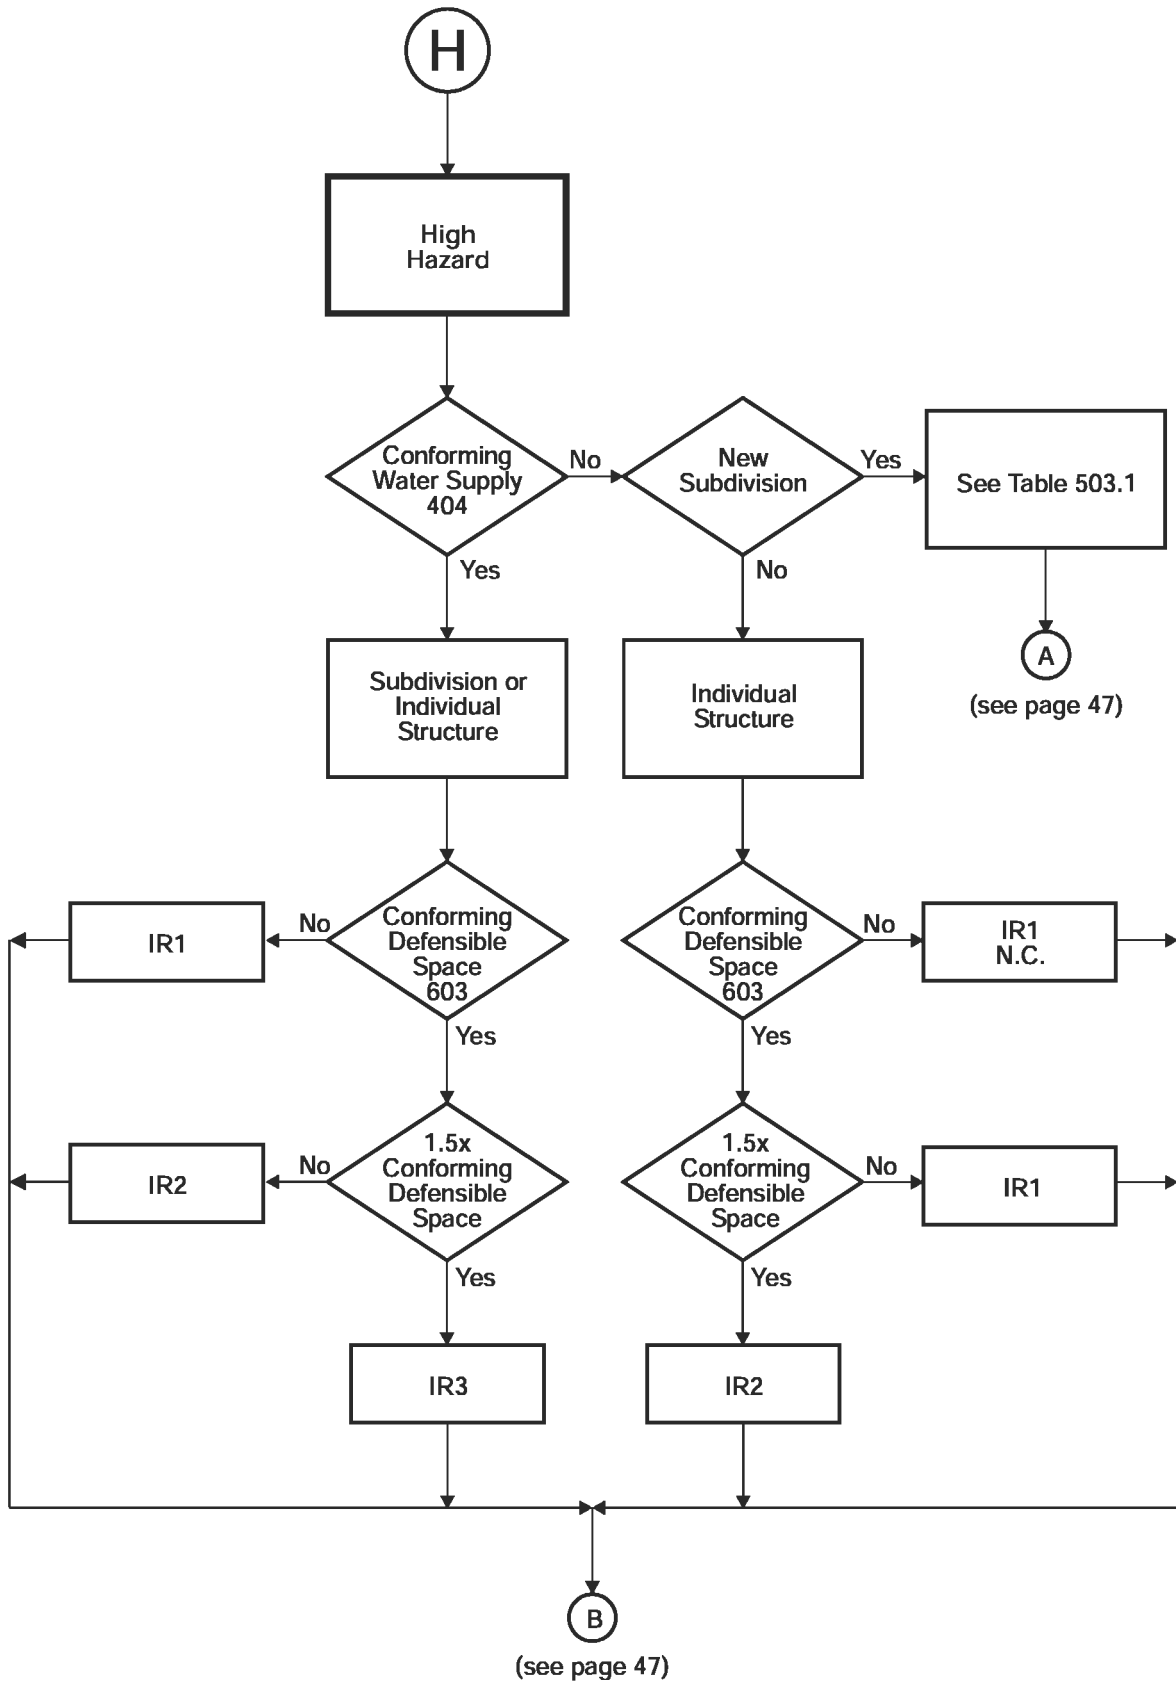 H
High
Hazard
Conforming
Water Supply
404
No
New
Subdivision
Yes
See Table 503.1
Yes
No
A
(see page 47)
Subdivision or
Individual
Structure
Individual
Structure
IR1
No
Conforming
Defensible
Space
603
Conforming
Defensible
Space
603
No
IR1
N.C.
Yes
Yes
IR2
No
1.5x
Conforming
Defensible
Space
1.5x
Conforming
Defensible
Space
No
IR1
Yes
Yes
IR3
IR2
B
(see page 47)